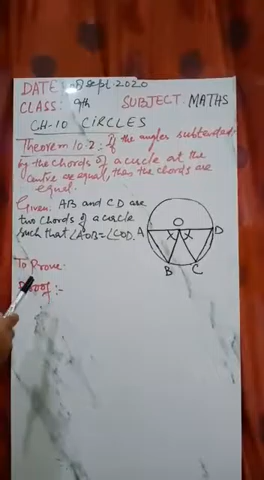 DATE: 9 Sept. 2020
CLASS: 9th SUBJECT MATHS
CH-10 CIRCLES
Theorem 10.2: If the angles subtended
by the chords of a circle at the
centre are equal, then the chords are
equal.
Given: AB and CD are
two chords of a circle
such that ∠AOB = ∠COD.
O
A
D
x x
B
C
To Prove:
Proof :-